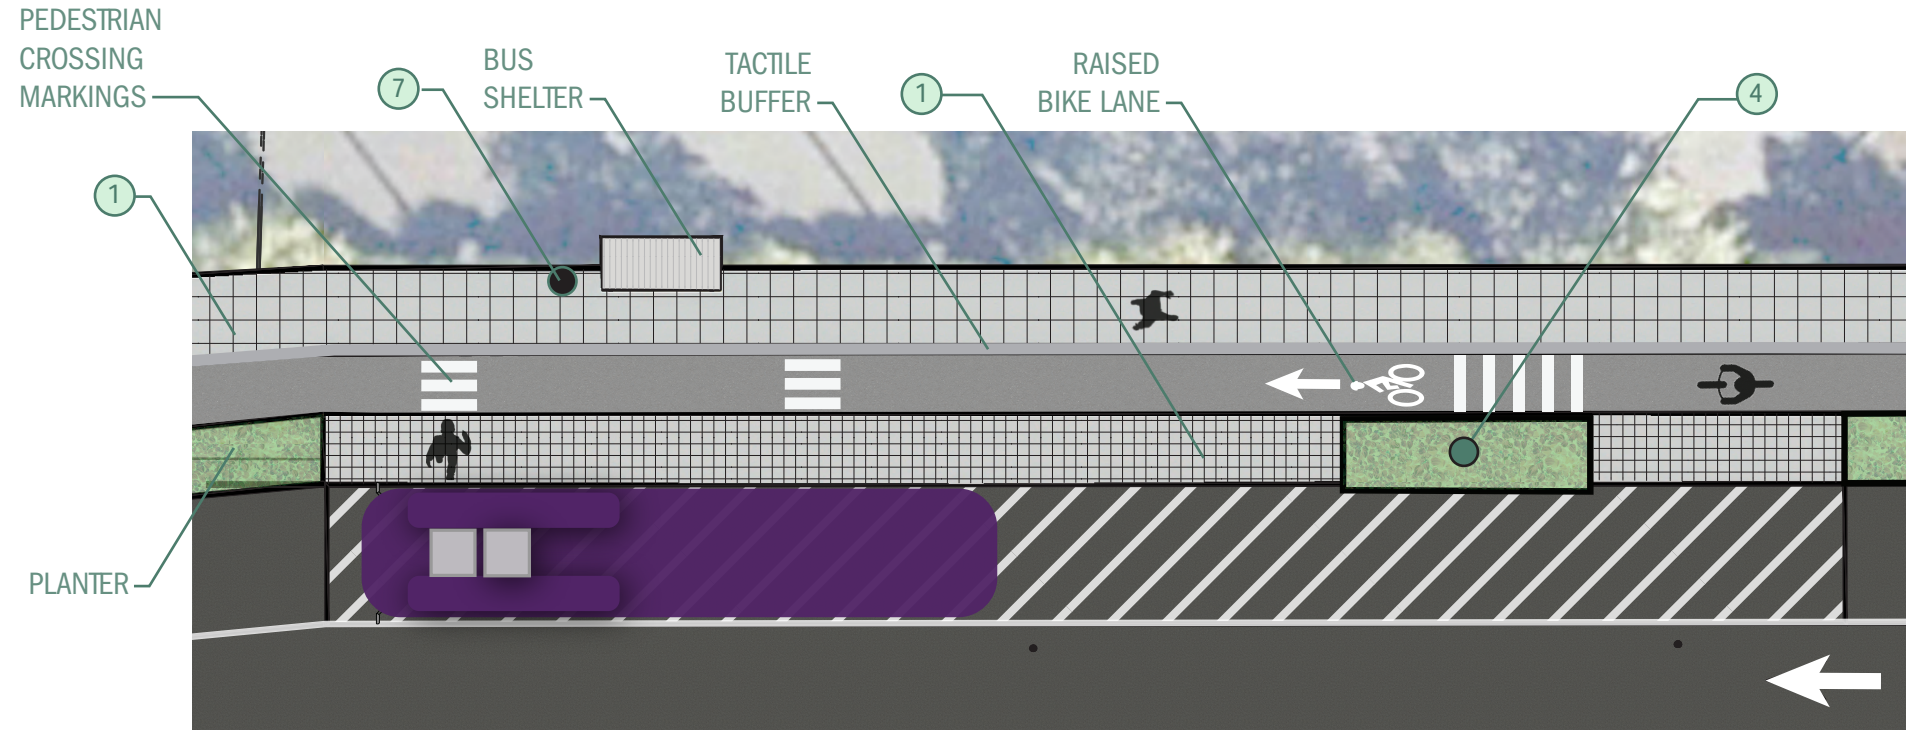 PEDESTRIAN
CROSSING
MARKINGS
7
BUS
SHELTER
TACTILE
BUFFER
1
RAISED
BIKE LANE
4
1
PLANTER